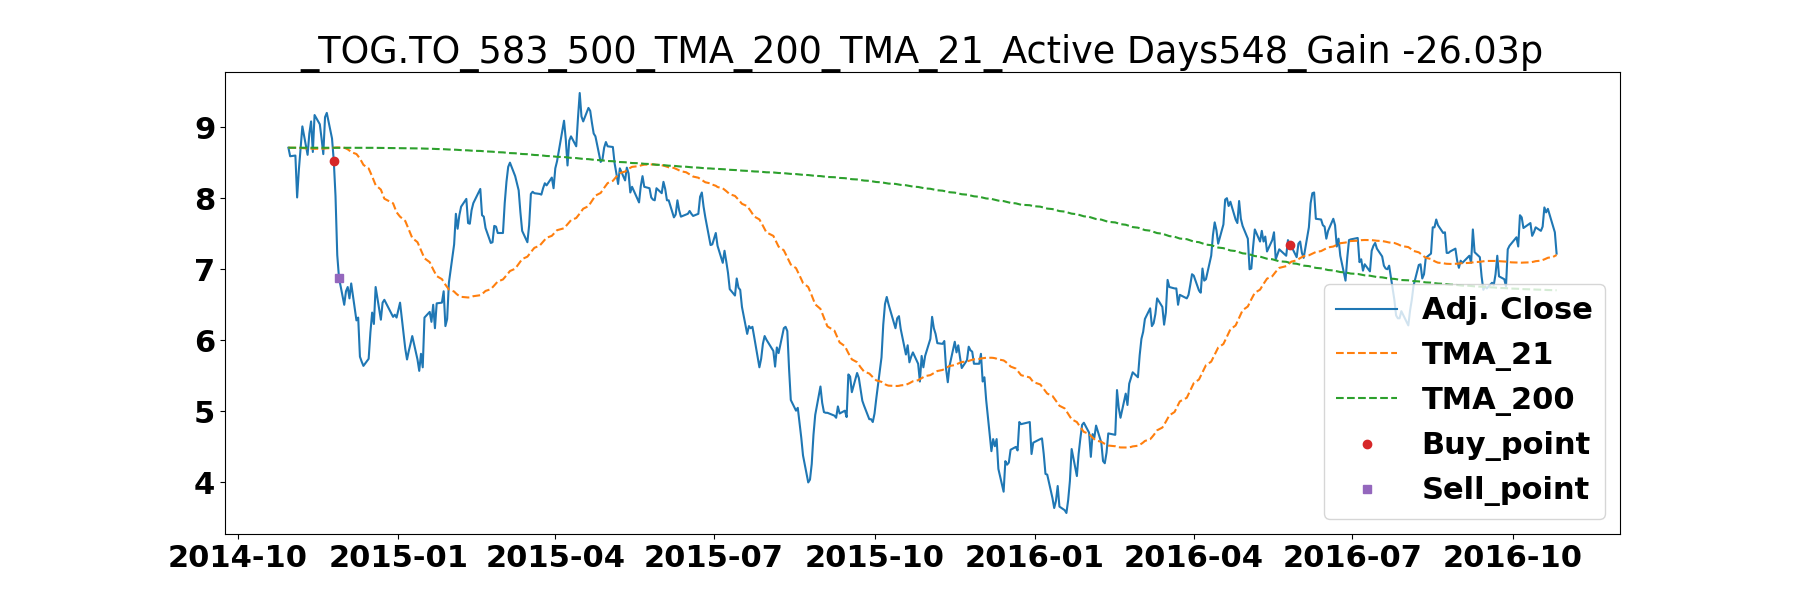 _TOG.TO_583_500_TMA_200_TMA_21_Active Days548_Gain -26.03p
9
8
7
6
5
4
Adj. Close
TMA_21
TMA_200
Buy_point
Sell_point
2014-10 2015-01 2015-04 2015-07 2015-10 2016-01 2016-04 2016-07 2016-10